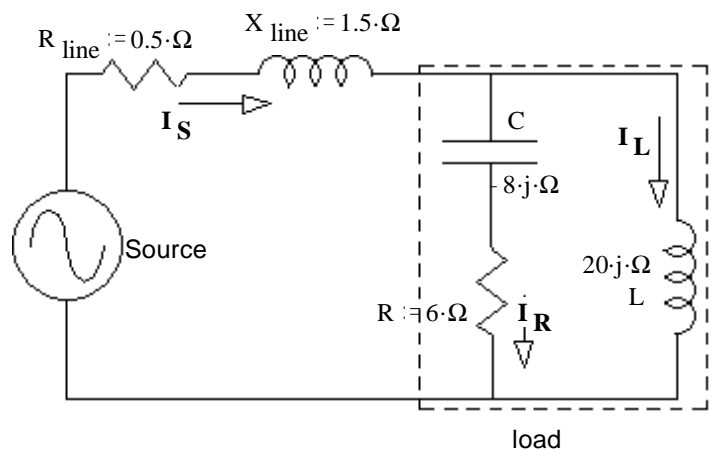 R line := 0.5·Ω
X line := 1.5·Ω
I S
C
I L
- 8·j·Ω
Source
20·j·Ω
L
R := 6·Ω
I R
load